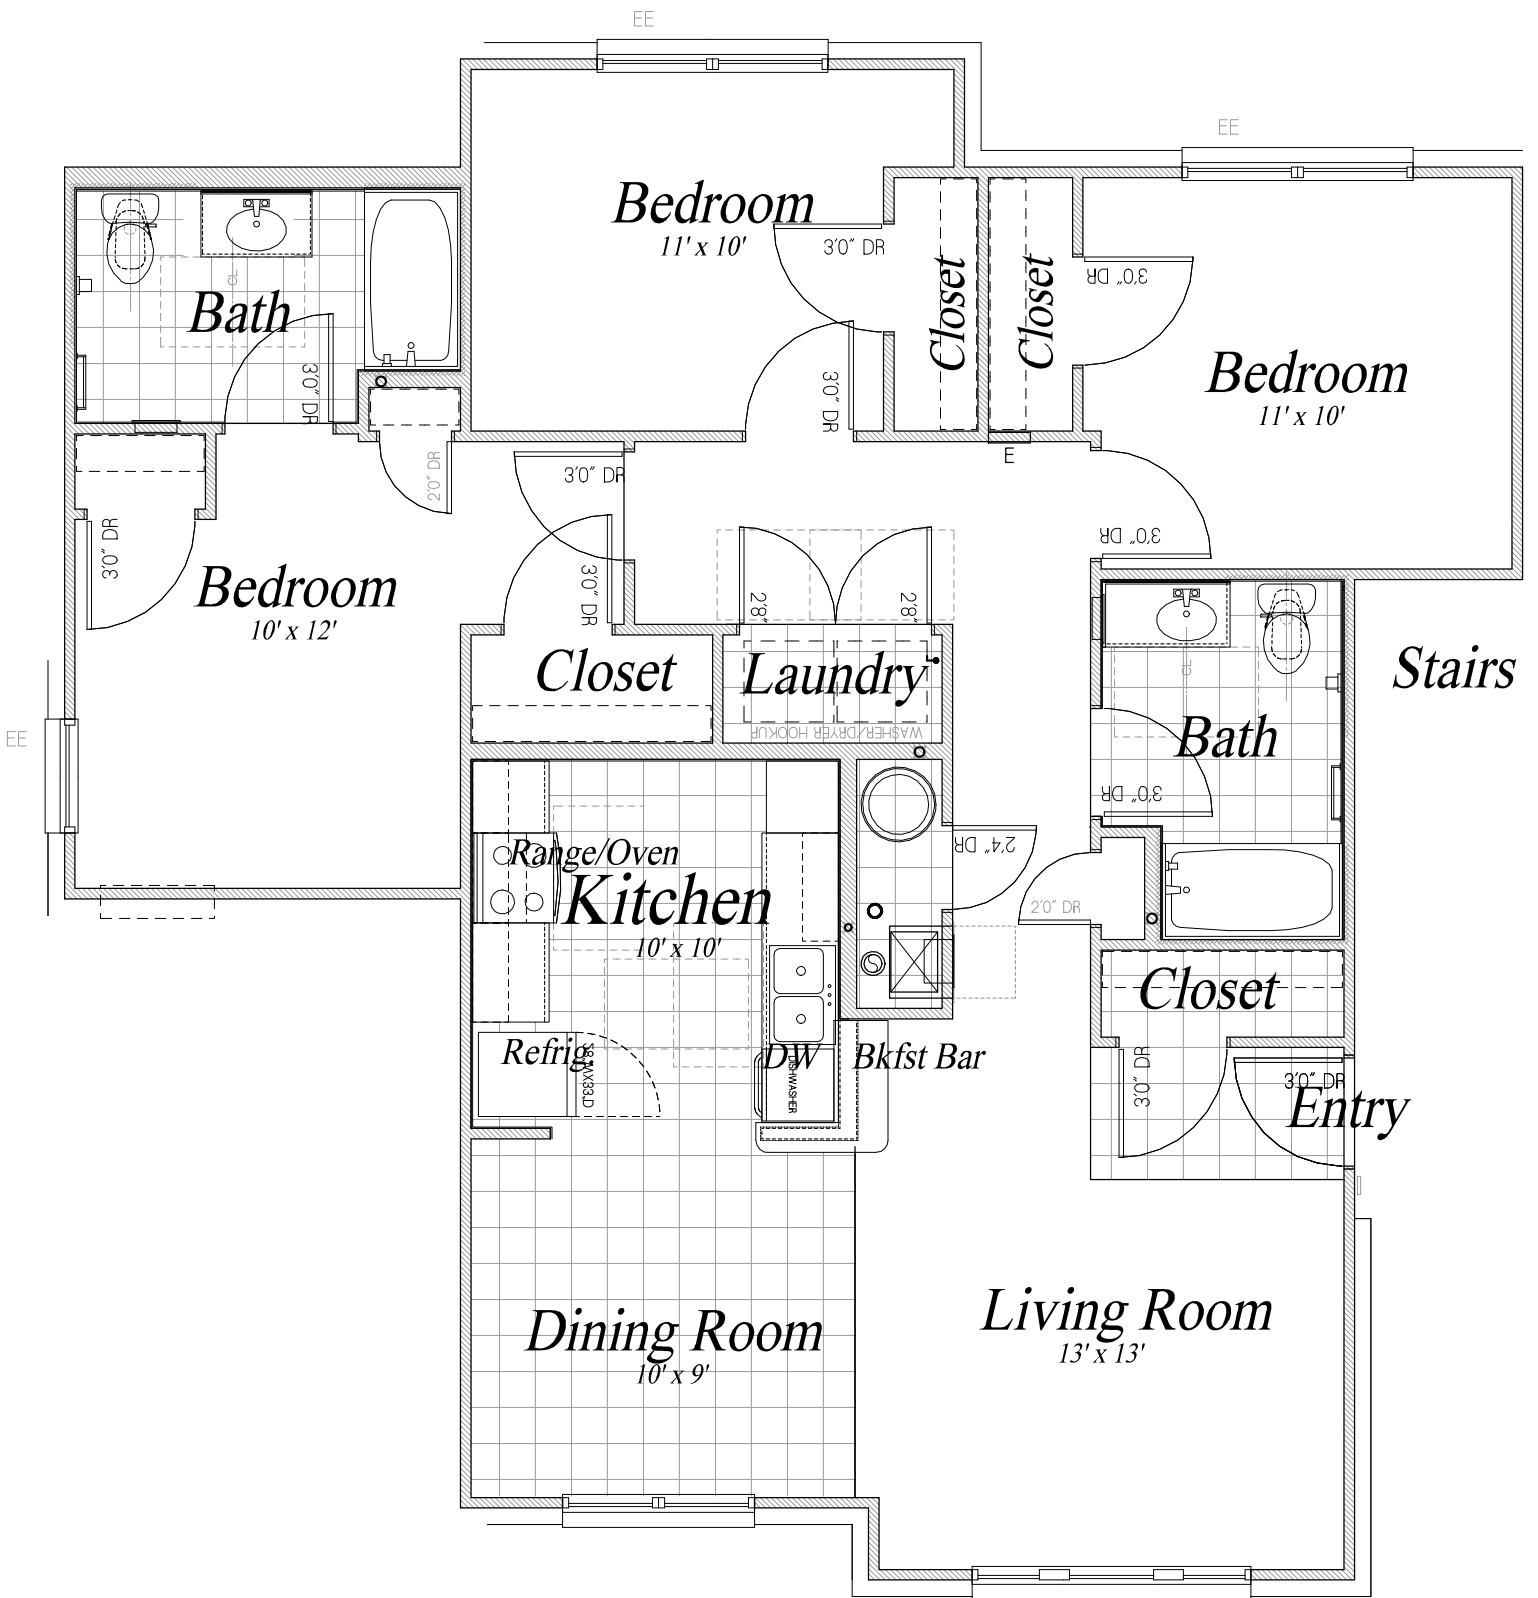 EE
EE
Bedroom
11' x 10'
3'0" DR
Closet
Closet
3'0" DR
Bath
CL
3'0" DR
3'0" DR
Bedroom
11' x 10'
E
2'0" DR
3'0" DR
3'0" DR
3'0" DR
3'0" DR
Bedroom
10' x 12'
2'8"
2'8"
Closet
Laundry
WASHER/DRYER HOOKUP
CL
Stairs
EE
Bath
3'0" DR
Range/Oven
Kitchen
10' x 10'
2'4" DR
2'0" DR
Closet
Refrig.
28"WX33"D
DW
DISHWASHER
Bkfst Bar
3'0" DR
3'0" DR
Entry
Living Room
13' x 13'
Dining Room
10' x 9'